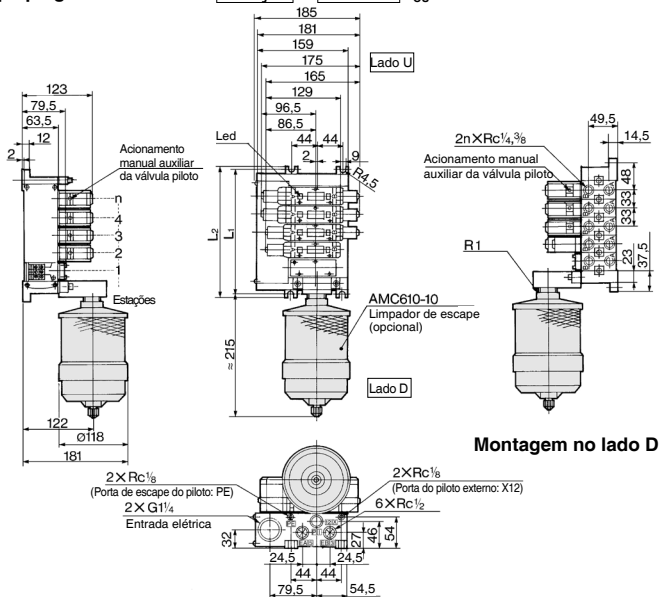 185
181
159
175
165
129
96,5
86,5
44 44
2 9
R4,5
Lado U
Led
L₂
L₁
≈ 215
AMC610-10
Limpador de escape
(opcional)
Lado D
123
79,5
63,5
12
2
Acionamento
manual auxiliar
da válvula piloto
n
4
3
2
1
Estações
122
Ø118
181
49,5
14,5
2n×Rc¼,⅜
Acionamento manual
auxiliar da válvula piloto
48
33
33
23
37,5
R1
Montagem no lado D
2×Rc⅛
(Porta de escape do piloto: PE)
2×G1¼
Entrada elétrica
2×Rc⅛
(Porta do piloto externo: X12)
6×Rc½
32
27
46
54
24,5 24,5
44 44
79,5 54,5